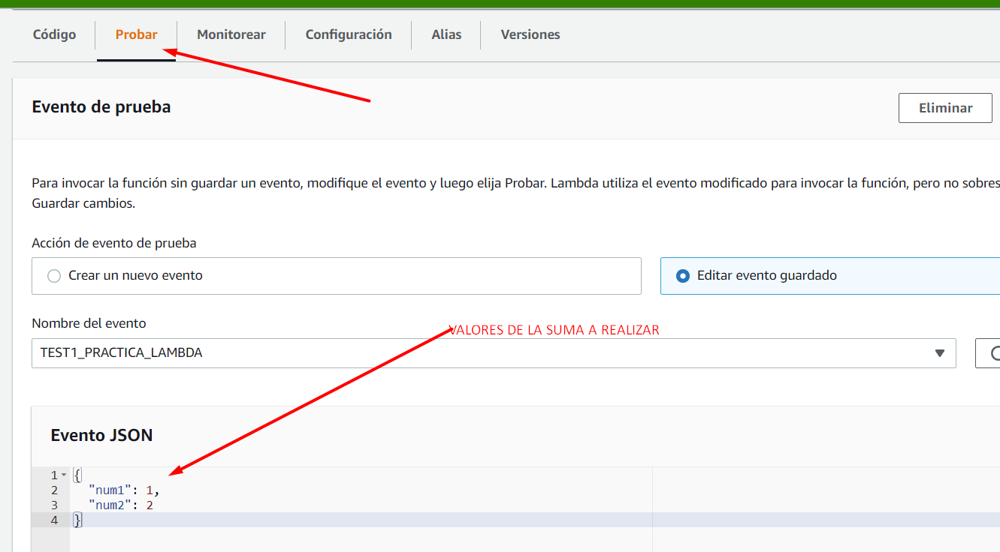 Código
Probar
Monitorear
Configuración
Alias
Versiones
Evento de prueba
Eliminar
Para invocar la función sin guardar un evento, modifique el evento y luego elija Probar. Lambda utiliza el evento modificado para invocar la función, pero no sobres
Guardar cambios.
Acción de evento de prueba
Crear un nuevo evento
Editar evento guardado
Nombre del evento
VALORES DE LA SUMA A REALIZAR
TEST1_PRACTICA_LAMBDA
Evento JSON
1 {
2 "num1": 1,
3 "num2": 2
4 }